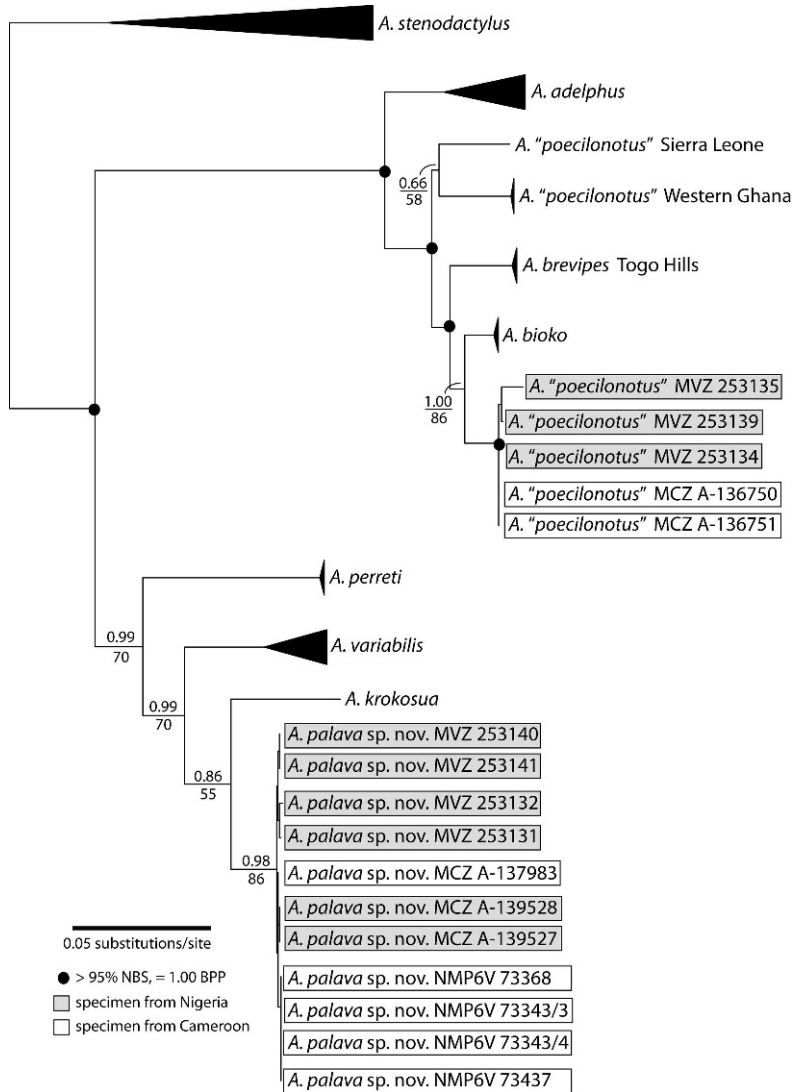 A. stenodactylus
A. adelphus
A. "poecilonotus" Sierra Leone
0.66
58
A. "poecilonotus" Western Ghana
A. brevipes Togo Hills
A. bioko
1.00
86
A. "poecilonotus" MVZ 253135
A. "poecilonotus" MVZ 253139
A. "poecilonotus" MVZ 253134
A. "poecilonotus" MCZ A-136750
A. "poecilonotus" MCZ A-136751
A. perreti
0.99
70
A. variabilis
0.99
70
A. krokosua
0.86
55
A. palava sp. nov. MVZ 253140
A. palava sp. nov. MVZ 253141
A. palava sp. nov. MVZ 253132
A. palava sp. nov. MVZ 253131
0.98
86
A. palava sp. nov. MCZ A-137983
A. palava sp. nov. MCZ A-139528
A. palava sp. nov. MCZ A-139527
A. palava sp. nov. NMP6V 73368
A. palava sp. nov. NMP6V 73343/3
A. palava sp. nov. NMP6V 73343/4
A. palava sp. nov. NMP6V 73437
0.05 substitutions/site
> 95% NBS, = 1.00 BPP
specimen from Nigeria
specimen from Cameroon